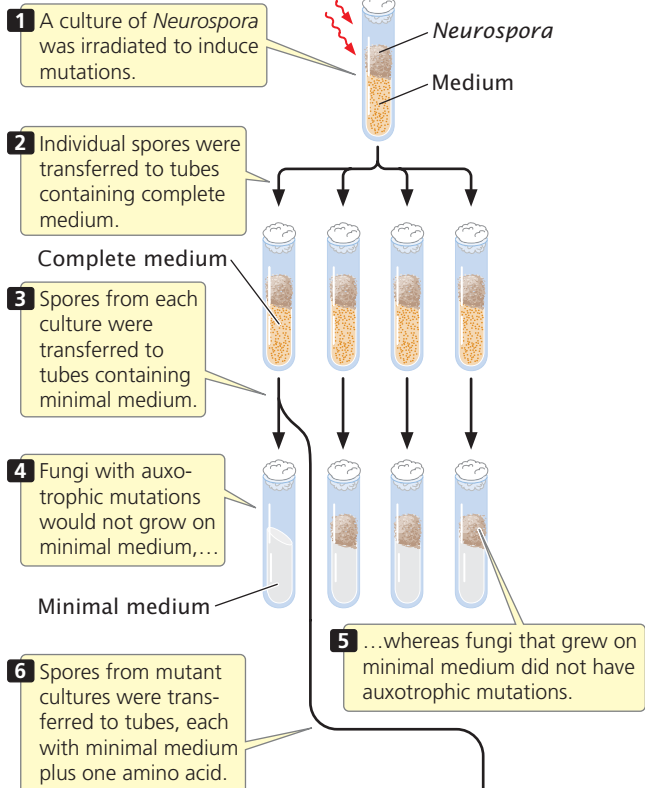 1 A culture of Neurospora
was irradiated to induce
mutations.
Neurospora
Medium
2 Individual spores were
transferred to tubes
containing complete
medium.
Complete medium
3 Spores from each
culture were
transferred to
tubes containing
minimal medium.
4 Fungi with auxo-
trophic mutations
would not grow on
minimal medium,…
Minimal medium
5 …whereas fungi that grew on
minimal medium did not have
auxotrophic mutations.
6 Spores from mutant
cultures were trans-
ferred to tubes, each
with minimal medium
plus one amino acid.